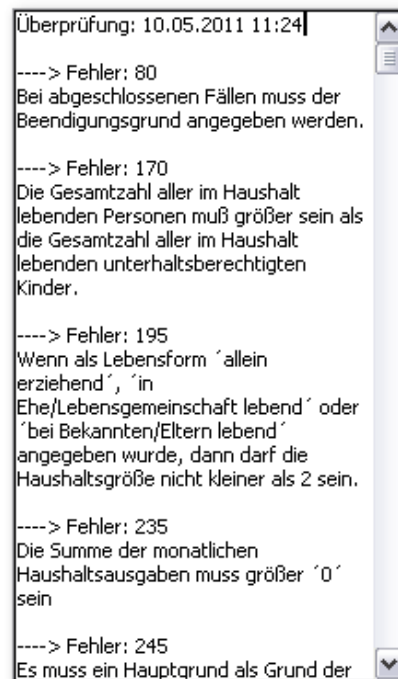 Überprüfung: 10.05.2011 11:24
----> Fehler: 80
Bei abgeschlossenen Fällen muss der
Beendigungsgrund angegeben werden.
----> Fehler: 170
Die Gesamtzahl aller im Haushalt
lebenden Personen muß größer sein als
die Gesamtzahl aller im Haushalt
lebenden unterhaltsberechtigten
Kinder.
----> Fehler: 195
Wenn als Lebensform ´allein
erziehend´, ´in
Ehe/Lebensgemeinschaft lebend´ oder
´bei Bekannten/Eltern lebend´
angegeben wurde, dann darf die
Haushaltsgröße nicht kleiner als 2 sein.
----> Fehler: 235
Die Summe der monatlichen
Haushaltsausgaben muss größer ´0´
sein
----> Fehler: 245
Es muss ein Hauptgrund als Grund der